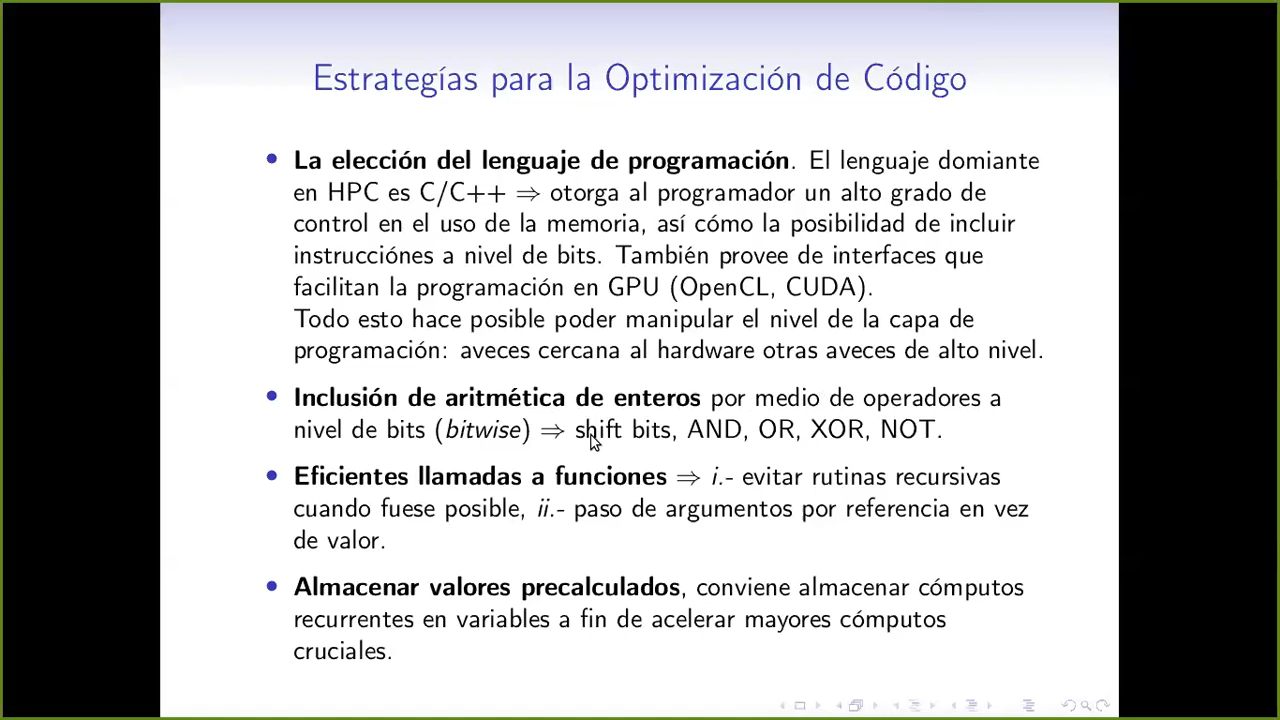 Estrategías para la Optimización de Código
• La elección del lenguaje de programación. El lenguaje domiante
en HPC es C/C++ ⇒ otorga al programador un alto grado de
control en el uso de la memoria, así cómo la posibilidad de incluir
instrucciónes a nivel de bits. También provee de interfaces que
facilitan la programación en GPU (OpenCL, CUDA).
Todo esto hace posible poder manipular el nivel de la capa de
programación: aveces cercana al hardware otras aveces de alto nivel.
• Inclusión de aritmética de enteros por medio de operadores a
nivel de bits (bitwise) ⇒ shift bits, AND, OR, XOR, NOT.
• Eficientes llamadas a funciones ⇒ i.- evitar rutinas recursivas
cuando fuese posible, ii.- paso de argumentos por referencia en vez
de valor.
• Almacenar valores precalculados, conviene almacenar cómputos
recurrentes en variables a fin de acelerar mayores cómputos
cruciales.